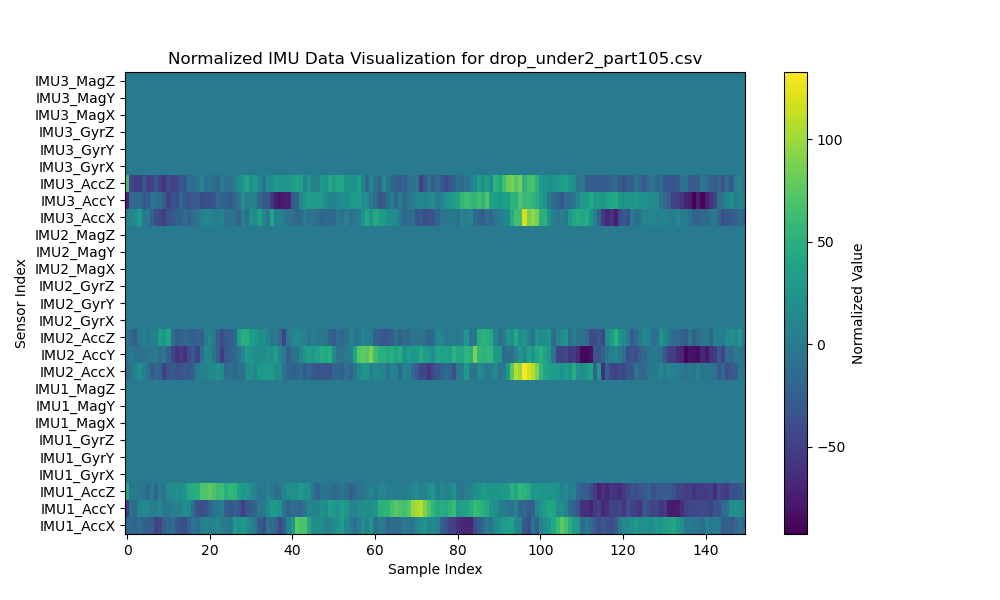 Normalized IMU Data Visualization for drop_under2_part105.csv
IMU3_MagZ
IMU3_MagY
IMU3_MagX
IMU3_GyrZ
IMU3_GyrY
IMU3_GyrX
IMU3_AccZ
IMU3_AccY
IMU3_AccX
IMU2_MagZ
IMU2_MagY
IMU2_MagX
IMU2_GyrZ
IMU2_GyrY
IMU2_GyrX
IMU2_AccZ
IMU2_AccY
IMU2_AccX
IMU1_MagZ
IMU1_MagY
IMU1_MagX
IMU1_GyrZ
IMU1_GyrY
IMU1_GyrX
IMU1_AccZ
IMU1_AccY
IMU1_AccX
Sensor Index
0 20 40 60 80 100 120 140
Sample Index
100
50
0
−50
Normalized Value